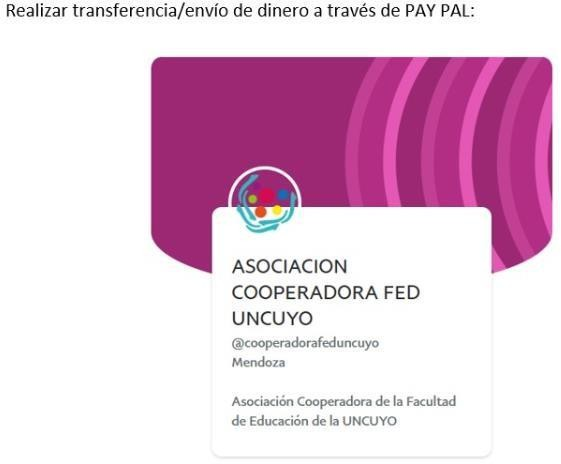 Realizar transferencia/envío de dinero a través de PAY PAL:
ASOCIACION
COOPERADORA FED
UNCUYO
@cooperadorafeduncuyo
Mendoza
Asociación Cooperadora de la Facultad
de Educación de la UNCUYO